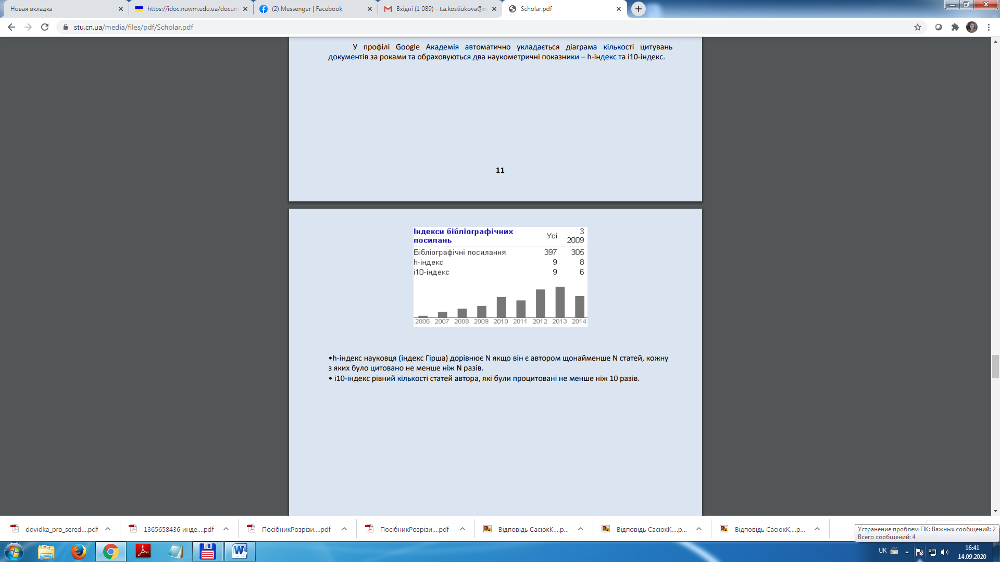 Новая вкладка
https://idoc.nuwm.edu.ua/docum
(2) Messenger | Facebook
Вхідні (1 089) - t.a.kostiukova@n
Scholar.pdf
stu.cn.ua/media/files/pdf/Scholar.pdf
У профілі Google Академія автоматично укладається діаграма кількості цитувань
документів за роками та обраховуються два наукометричні показники – h-індекс та i10-індекс.
11
Індекси бібліографічних посилань Усі З 2009
Бібліографічні посилання 397 305
h-індекс 9 8
i10-індекс 9 6
2006 2007 2008 2009 2010 2011 2012 2013 2014
•h-індекс науковця (індекс Гірша) дорівнює N якщо він є автором щонайменше N статей, кожну
з яких було цитовано не менше ніж N разів.
• i10-індекс рівний кількості статей автора, які були процитовані не менше ніж 10 разів.
dovidka_pro_sered....pdf
1365658436 инде....pdf
ПосібникРозрізи....pdf
ПосібникРозрізи....pdf
Відповідь СасюкК....p...
Відповідь СасюкК....p...
Відповідь СасюкК....p...
Устранение проблем ПК: Важных сообщений: 2
Всего сообщений: 4
UK
16:41
14.09.2020